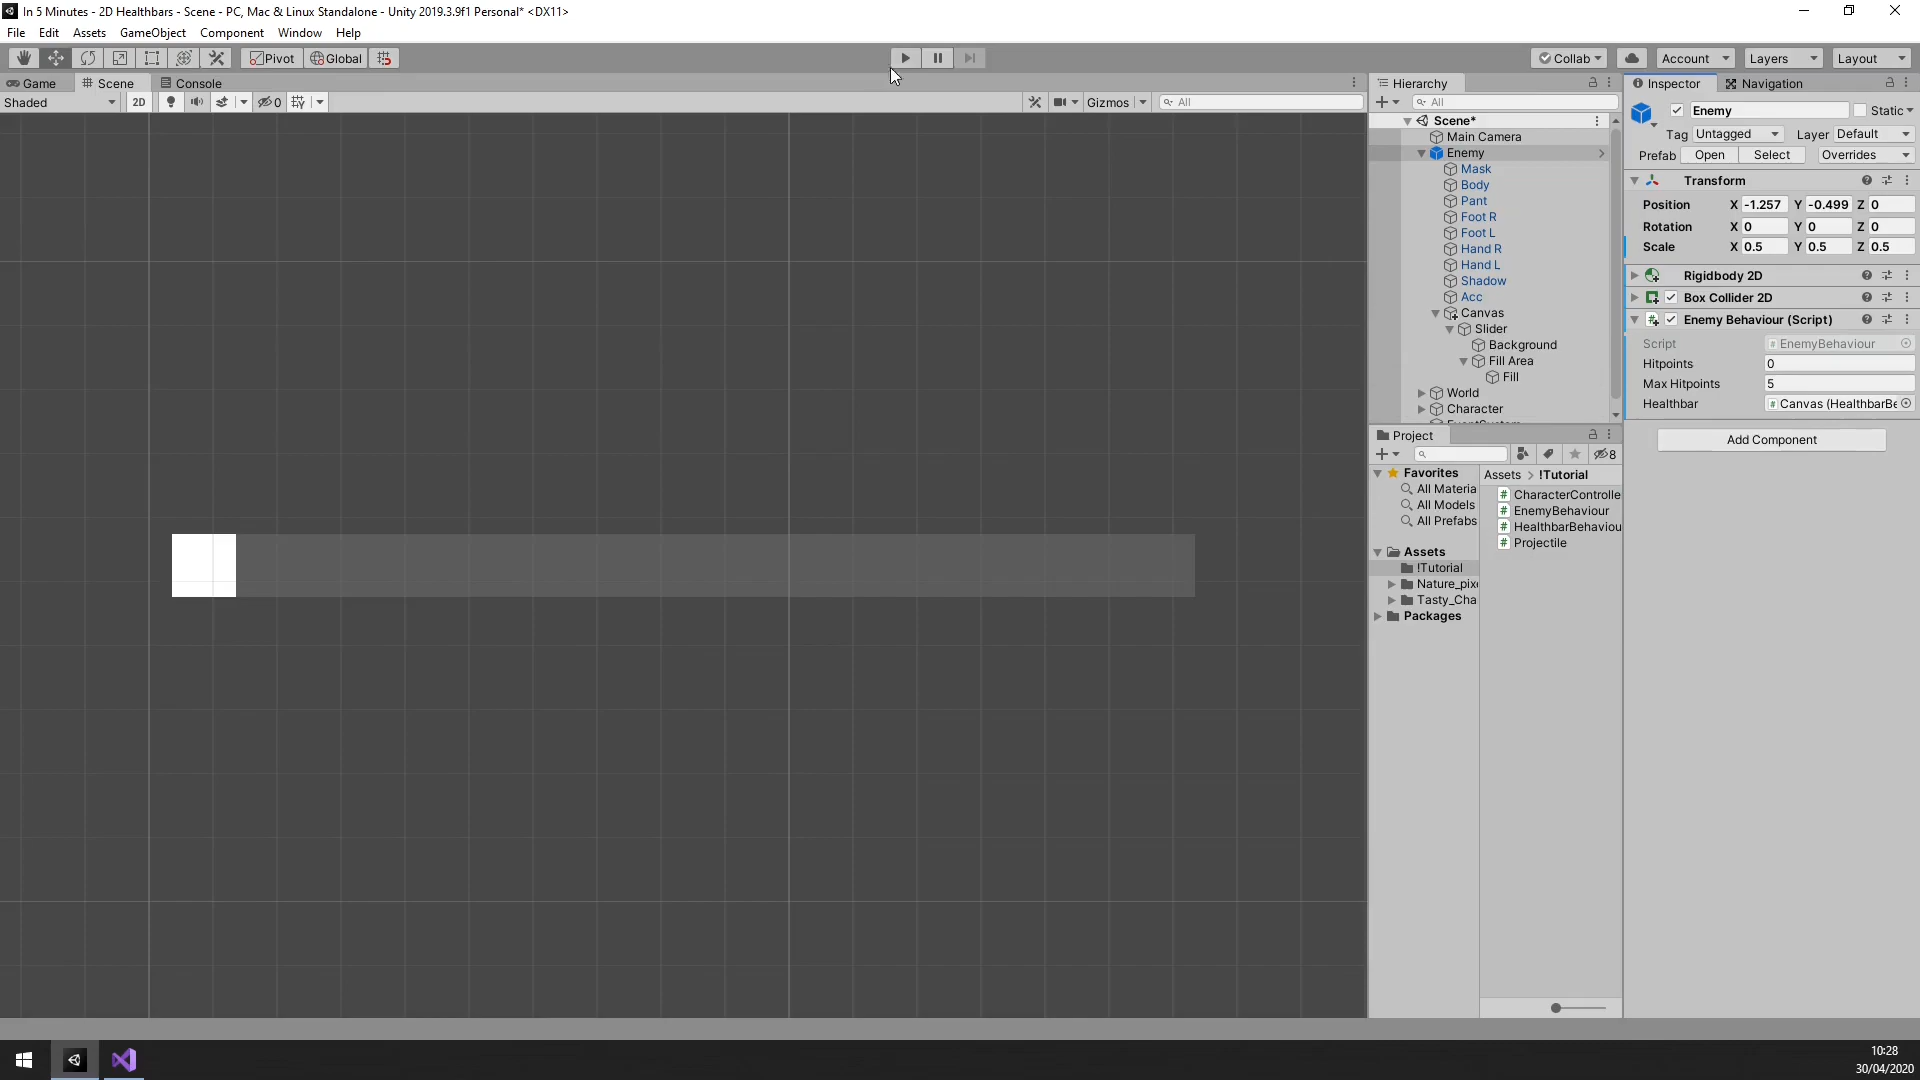 In 5 Minutes - 2D Healthbars - Scene - PC, Mac & Linux Standalone - Unity 2019.3.9f1 Personal* <DX11>
File Edit Assets GameObject Component Window Help
Pivot Global Collab Account Layers Layout
Game Scene Console
Shaded 2D 0 Gizmos All
Hierarchy
All
Scene*
Main Camera
Enemy
Mask
Body
Pant
Foot R
Foot L
Hand R
Hand L
Shadow
Acc
Canvas
Slider
Background
Fill Area
Fill
World
Character
Project
8
Favorites
All Materia
All Models
All Prefabs
Assets
!Tutorial
Nature_pix
Tasty_Cha
Packages
Assets > !Tutorial
CharacterControlle
EnemyBehaviour
HealthbarBehaviou
Projectile
Inspector Navigation
Enemy Static
Tag Untagged Layer Default
Prefab Open Select Overrides
Transform
Position X -1.257 Y -0.499 Z 0
Rotation X 0 Y 0 Z 0
Scale X 0.5 Y 0.5 Z 0.5
Rigidbody 2D
Box Collider 2D
Enemy Behaviour (Script)
Script EnemyBehaviour
Hitpoints 0
Max Hitpoints 5
Healthbar Canvas (HealthbarBe
Add Component
10:28
30/04/2020